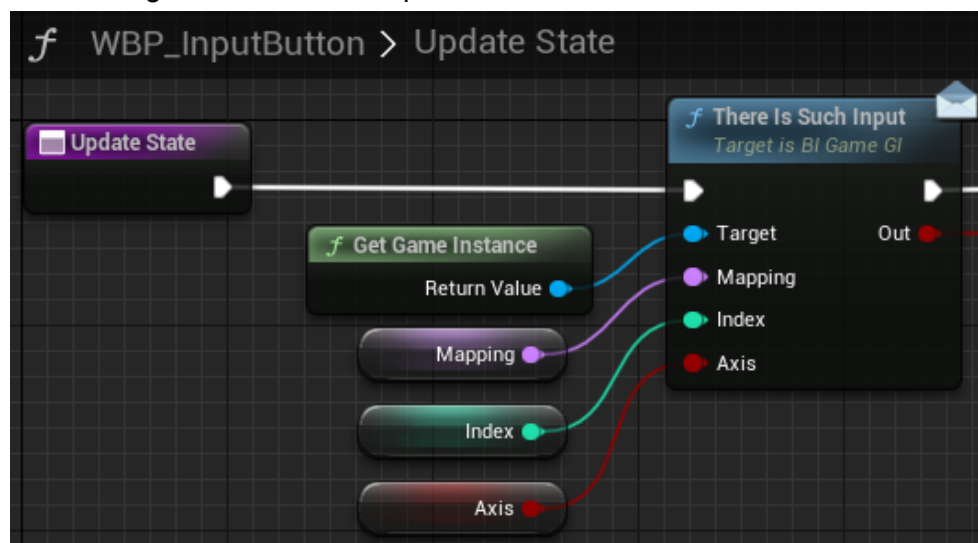 f WBP_InputButton > Update State
Update State
f There Is Such Input
Target is BI Game GI
f Get Game Instance
Return Value
Target
Out
Mapping
Index
Axis
Mapping
Index
Axis